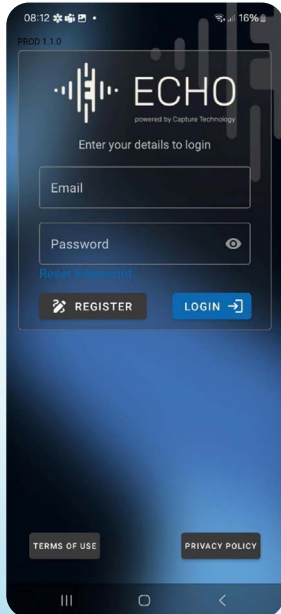 08:12 16%
PROD 1.1.0
ECHO
powered by Capture Technology
Enter your details to login
Email
Password
Reset Password
REGISTER LOGIN
TERMS OF USE PRIVACY POLICY